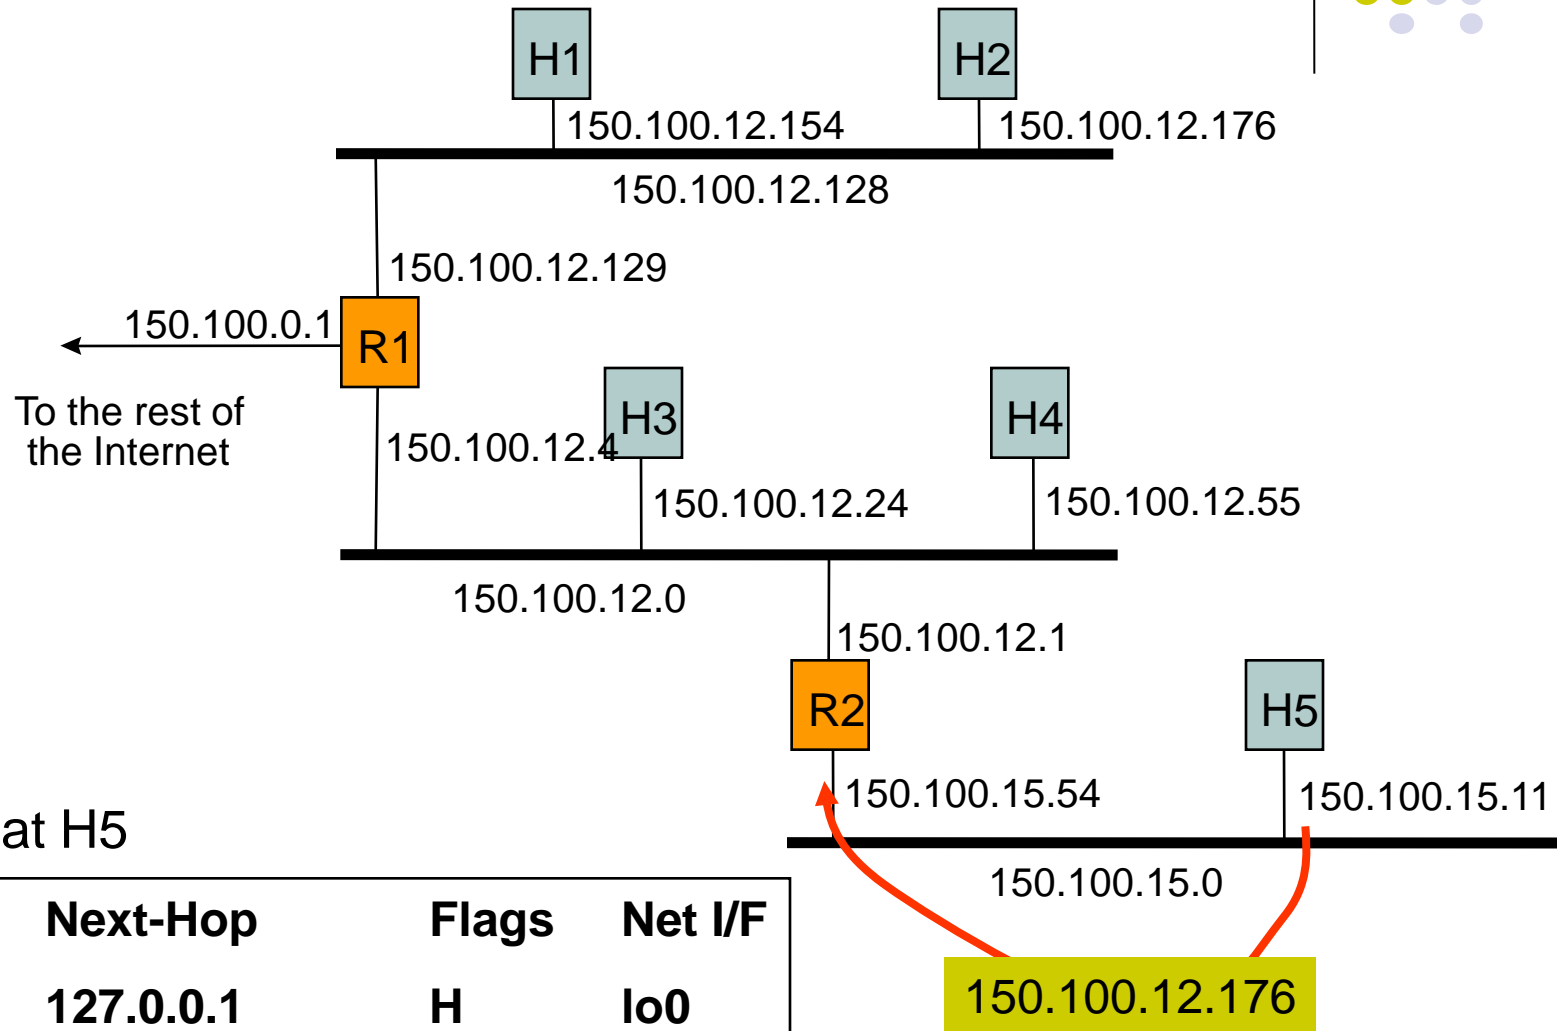 H1
H2
150.100.12.154
150.100.12.176
150.100.12.128
150.100.12.129
150.100.0.1
R1
To the rest of
the Internet
H3
H4
150.100.12.4
150.100.12.24
150.100.12.55
150.100.12.0
150.100.12.1
R2
H5
150.100.15.54
150.100.15.11
at H5
150.100.15.0
Next-Hop Flags Net I/F
127.0.0.1 H lo0
150.100.12.176